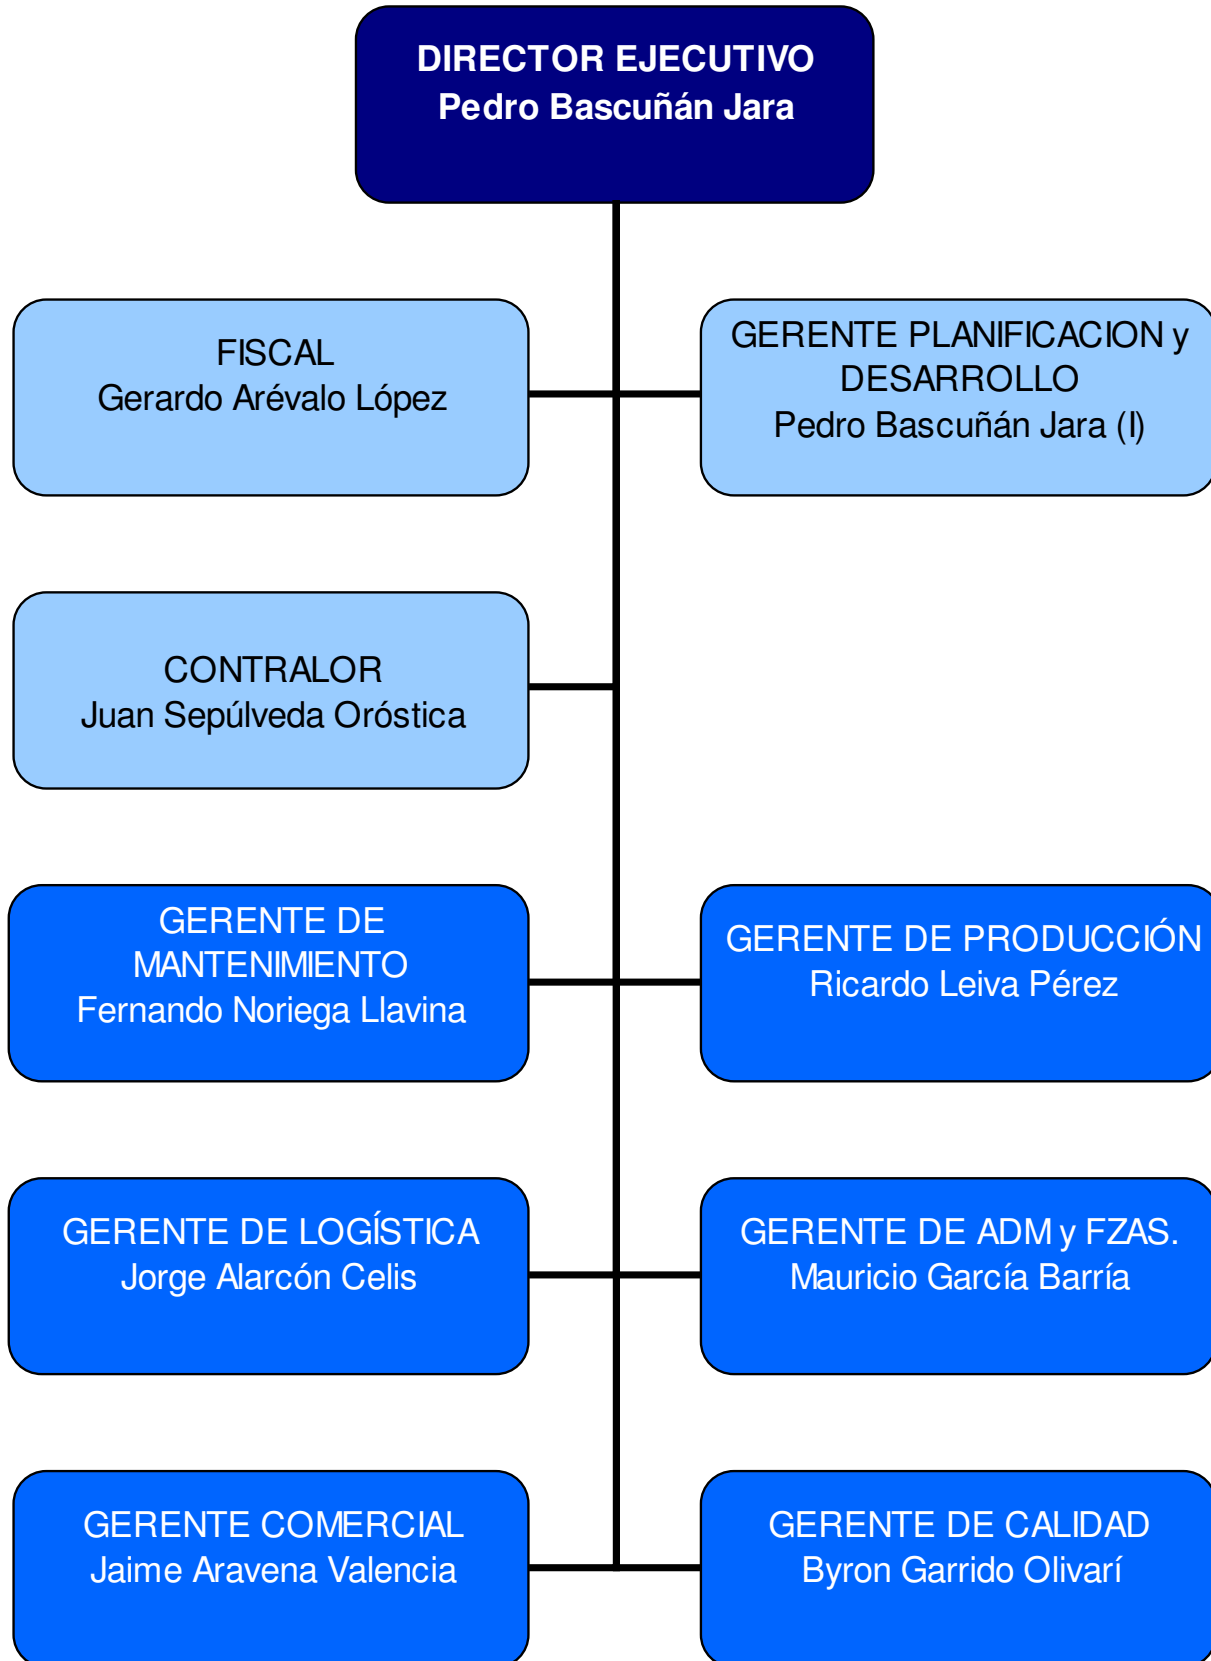 DIRECTOR EJECUTIVO
Pedro Bascuñán Jara
FISCAL
Gerardo Arévalo López
GERENTE PLANIFICACION y
DESARROLLO
Pedro Bascuñán Jara (I)
CONTRALOR
Juan Sepúlveda Oróstica
GERENTE DE
MANTENIMIENTO
Fernando Noriega Llavina
GERENTE DE PRODUCCIÓN
Ricardo Leiva Pérez
GERENTE DE LOGÍSTICA
Jorge Alarcón Celis
GERENTE DE ADM y FZAS.
Mauricio García Barría
GERENTE COMERCIAL
Jaime Aravena Valencia
GERENTE DE CALIDAD
Byron Garrido Olivarí